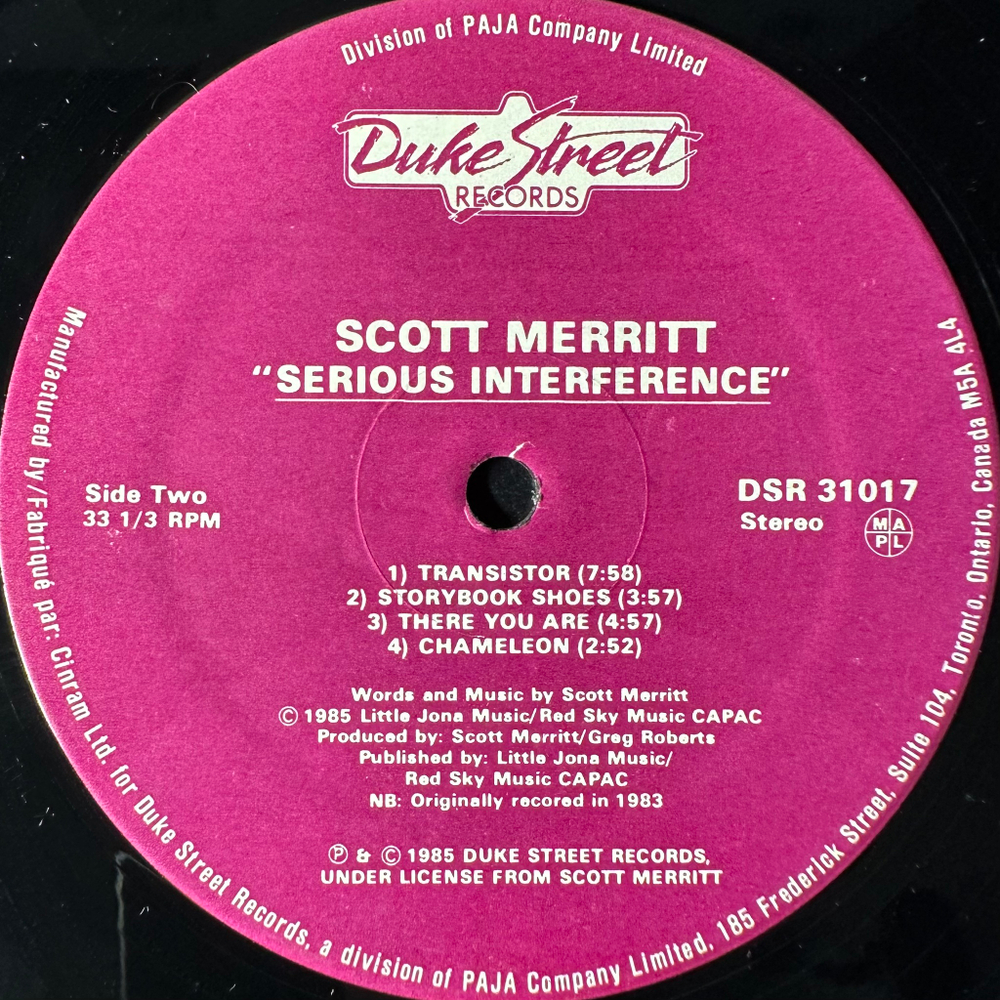 Division of PAJA Company Limited
Duke Street
RECORDS
SCOTT MERRITT
"SERIOUS INTERFERENCE"
Side Two
33 1/3 RPM
DSR 31017
Stereo
M A
P L
1) TRANSISTOR (7:58)
2) STORYBOOK SHOES (3:57)
3) THERE YOU ARE (4:57)
4) CHAMELEON (2:52)
Words and Music by Scott Merritt
© 1985 Little Jona Music/Red Sky Music CAPAC
Produced by: Scott Merritt/Greg Roberts
Published by: Little Jona Music/
Red Sky Music CAPAC
NB: Originally recored in 1983
℗ & © 1985 DUKE STREET RECORDS,
UNDER LICENSE FROM SCOTT MERRITT
Manufactured by/Fabriqué par: Cinram Ltd. for Duke Street Records, a division of PAJA Company Limited, 185 Frederick Street, Suite 104, Toronto, Ontario, Canada M5A 4L4